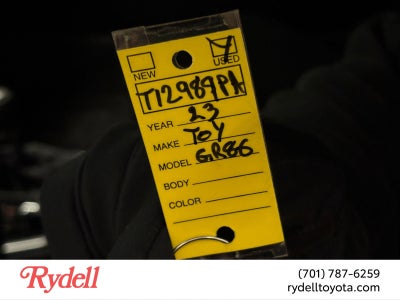 NEW USED
T12989PA
YEAR 23
MAKE TOY
MODEL GR86
BODY
COLOR
Rydell
(701) 787-6259
rydelltoyota.com